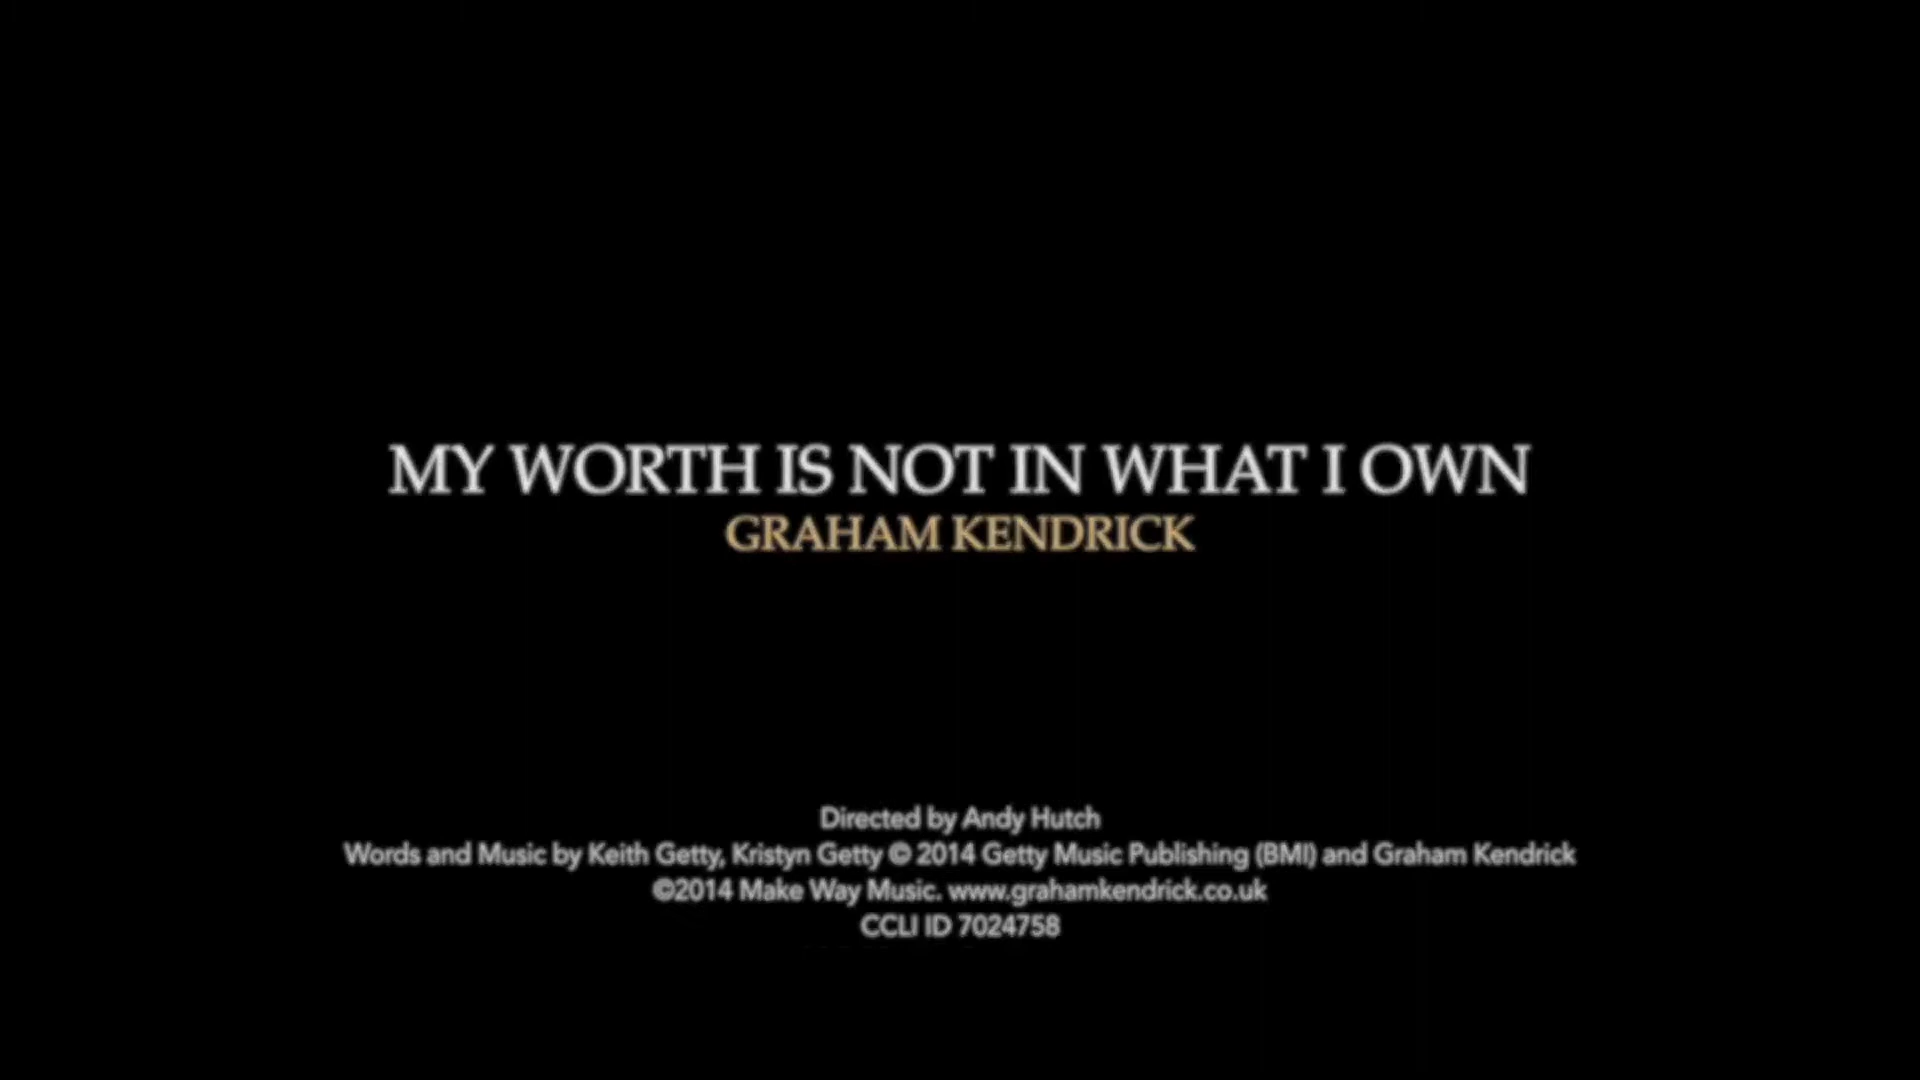 MY WORTH IS NOT IN WHAT I OWN
GRAHAM KENDRICK
Directed by Andy Hutch
Words and Music by Keith Getty, Kristyn Getty © 2014 Getty Music Publishing (BMI) and Graham Kendrick
©2014 Make Way Music. www.grahamkendrick.co.uk
CCLI ID 7024758